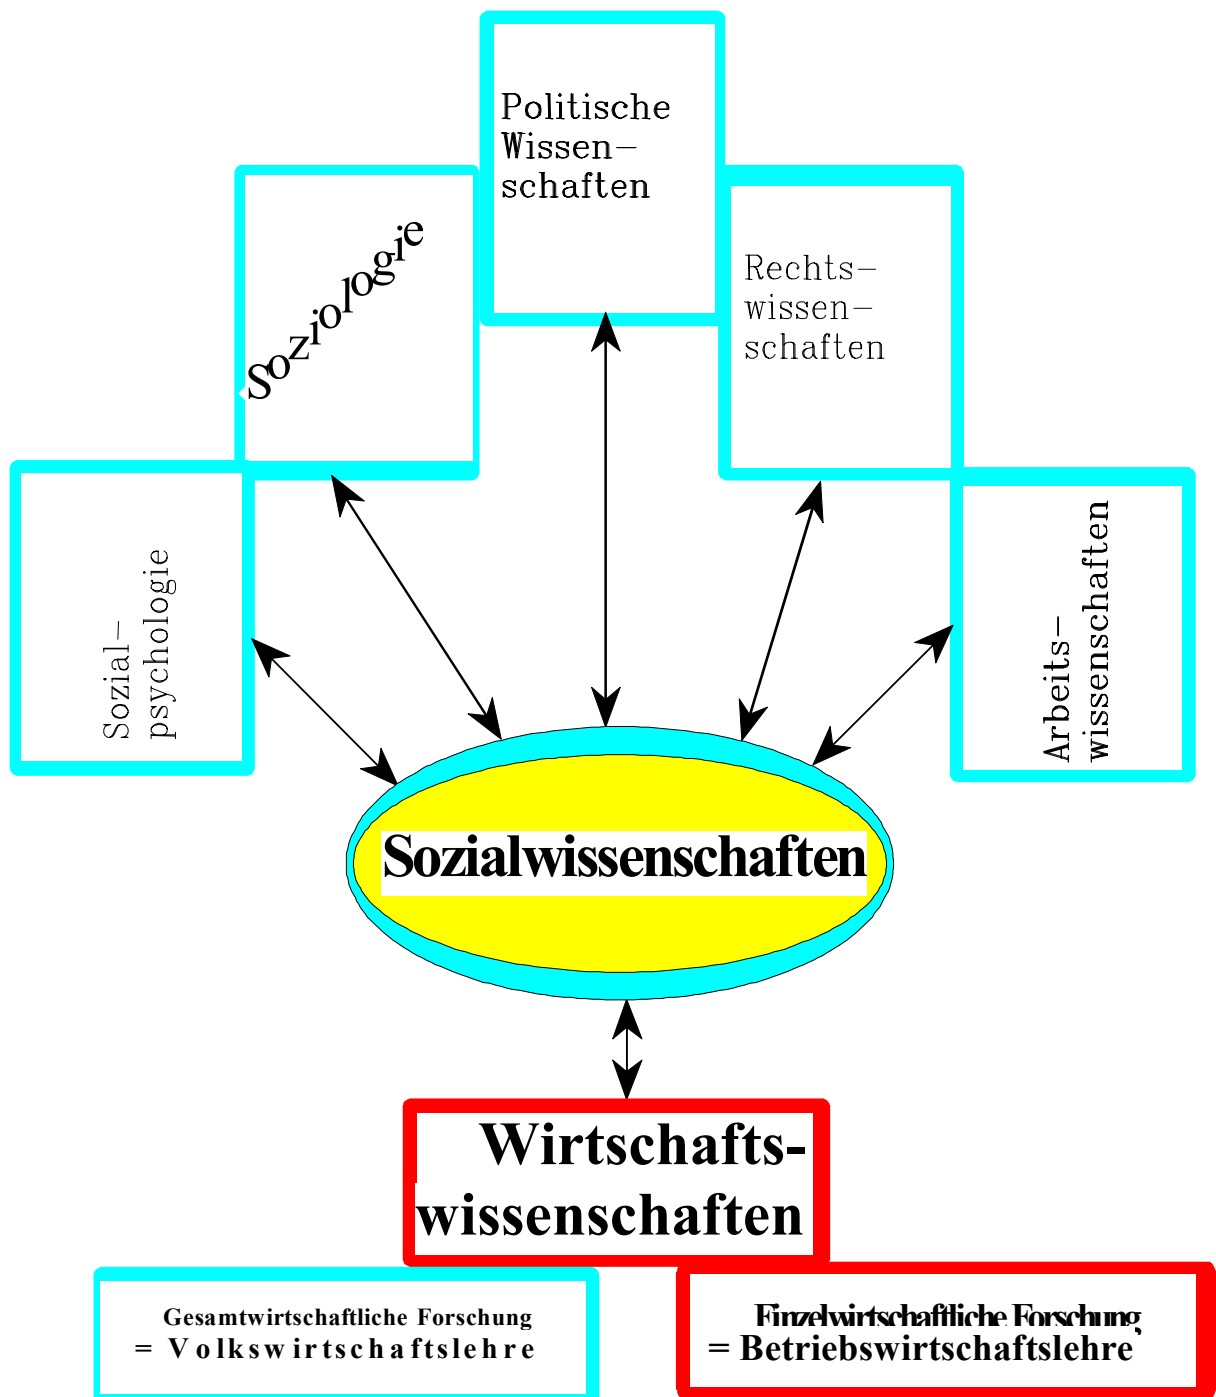 Politische
Wissen-
schaften
Soziologie
Rechts-
wissen-
schaften
Sozial-
psychologie
Arbeits-
wissenschaften
Sozialwissenschaften
Wirtschafts-
wissenschaften
Gesamtwirtschaftliche Forschung
= Volkswirtschaftslehre
Einzelwirtschaftliche Forschung
= Betriebswirtschaftslehre